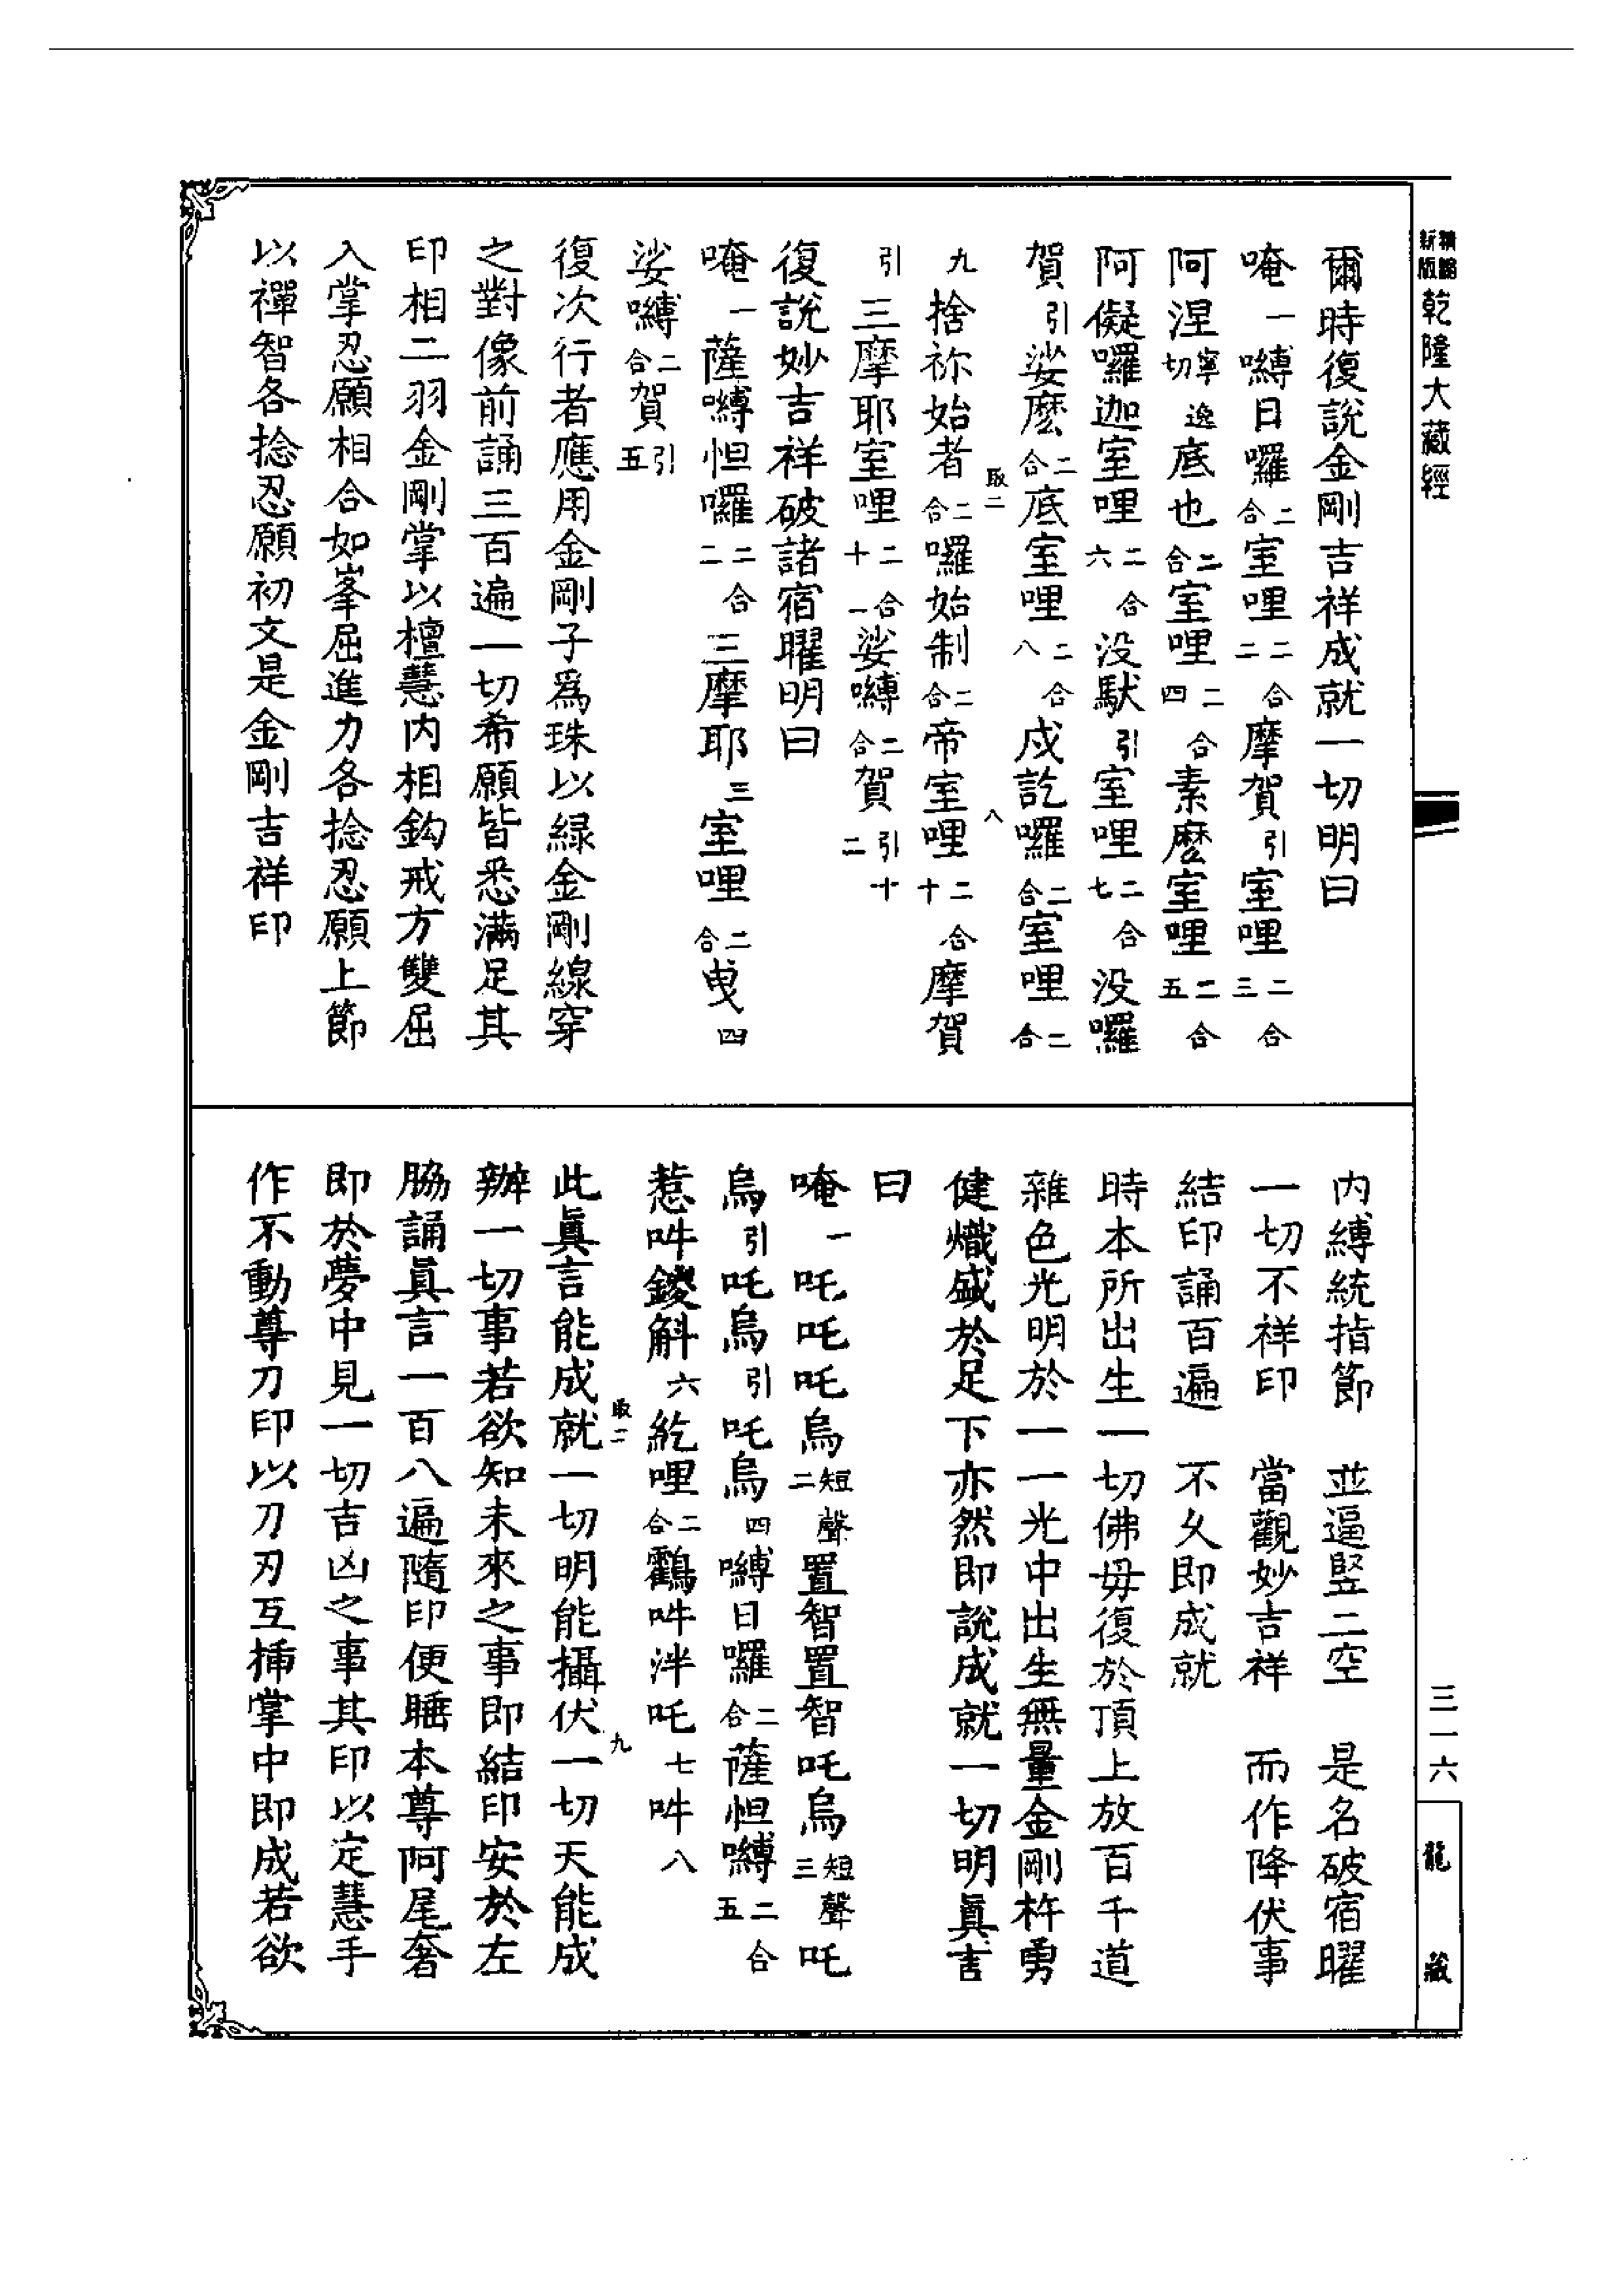 新版精縮乾隆大藏經
爾時復說金剛吉祥成就一切明曰
唵一嚩日囉二合室哩二合二摩賀引室哩二合三
阿涅寧逸切底也二合室哩二合四素麼室哩二合五
阿儗囉迦室哩二合六沒馱引室哩二合七沒囉
賀引娑麼二合底室哩二合八戍訖囉二合室哩二合
九捨祢始者二合囉始制二合帝室哩二合十摩賀
引三摩耶室哩二合十一娑嚩二合賀引十二
復說妙吉祥破諸宿曜明曰
唵一薩嚩怛囉二合二三摩耶三室哩二合曳四
娑嚩二合賀引五
復次行者應用金剛子為珠以綠金剛線穿
之對像前誦三百遍一切希願皆悉滿足其
印相二羽金剛掌以檀慧內相鈎戒方雙屈
入掌忍願相合如峯屈進力各捻忍願上節
以禪智各捻忍願初文是金剛吉祥印
取二
八
內縛統指節 並逼竪二空 是名破宿曜
一切不祥印 當觀妙吉祥 而作降伏事
結印誦百遍 不久即成就
時本所出生一切佛毋復於頂上放百千道
雜色光明於一一光中出生無量金剛杵勇
健熾盛於足下亦然即說成就一切明眞言
曰
唵一吒吒吒烏短聲二置智置智吒烏短聲三吒
烏引吒烏引吒烏四嚩日囉二合薩怛嚩二合五
惹吽鑁斛六紇哩二合鸖吽泮吒七吽八
此眞言能成就一切明能攝伏一切天能成
辦一切事若欲知未來之事即結印安於左
脇誦眞言一百八遍隨印便睡本尊阿尾奢
即於夢中見一切吉凶之事其印以定慧手
作不動尊刀印以刀刃互揷掌中即成若欲
取二
九
三一六
龍藏